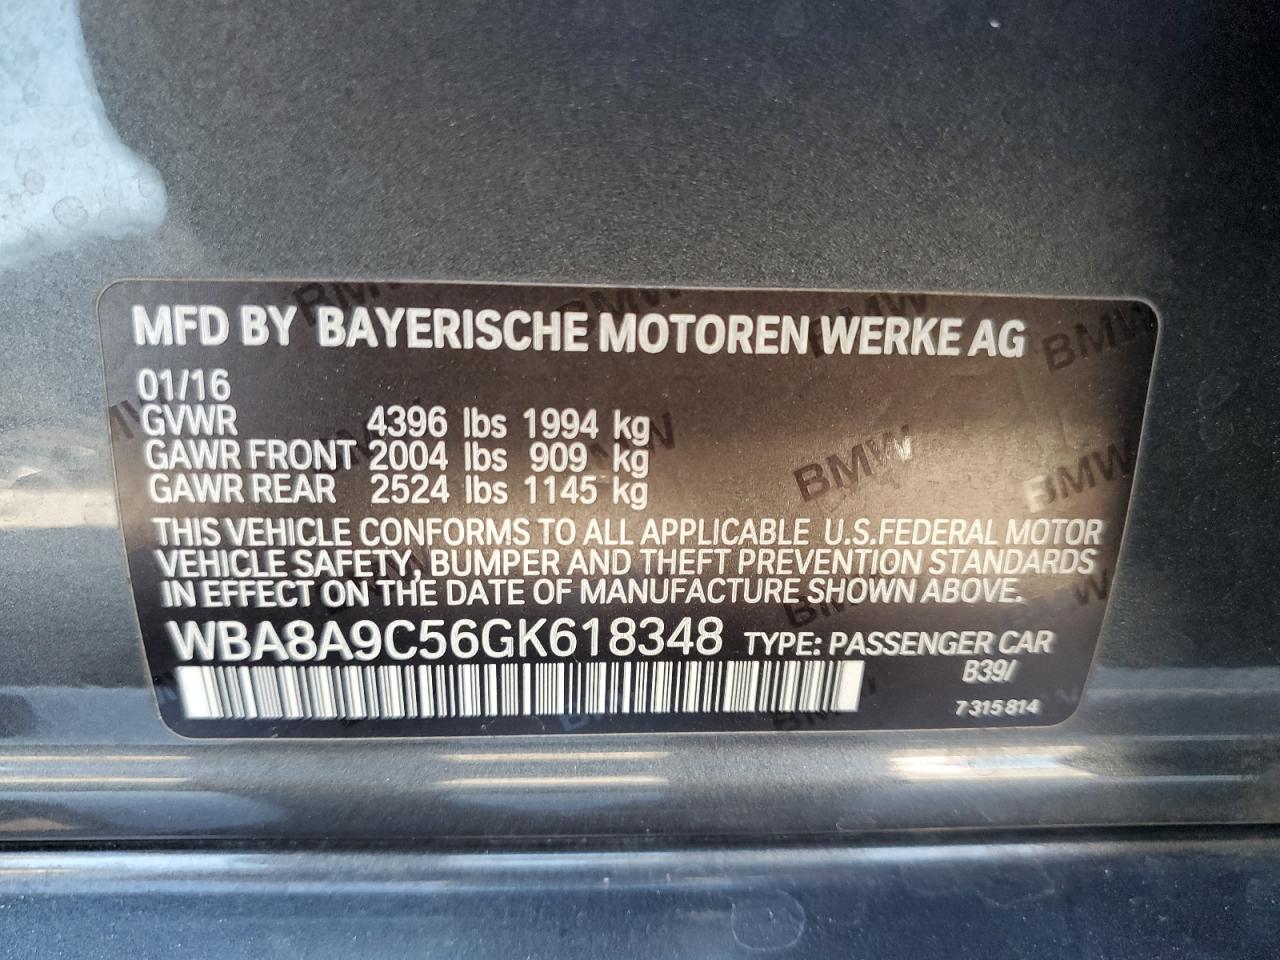 MFD BY BAYERISCHE MOTOREN WERKE AG
01/16
GVWR 4396 lbs 1994 kg
GAWR FRONT 2004 lbs 909 kg
GAWR REAR 2524 lbs 1145 kg
THIS VEHICLE CONFORMS TO ALL APPLICABLE U.S.FEDERAL MOTOR
VEHICLE SAFETY, BUMPER AND THEFT PREVENTION STANDARDS
IN EFFECT ON THE DATE OF MANUFACTURE SHOWN ABOVE.
WBA8A9C56GK618348 TYPE: PASSENGER CAR
B39/
7 315 814